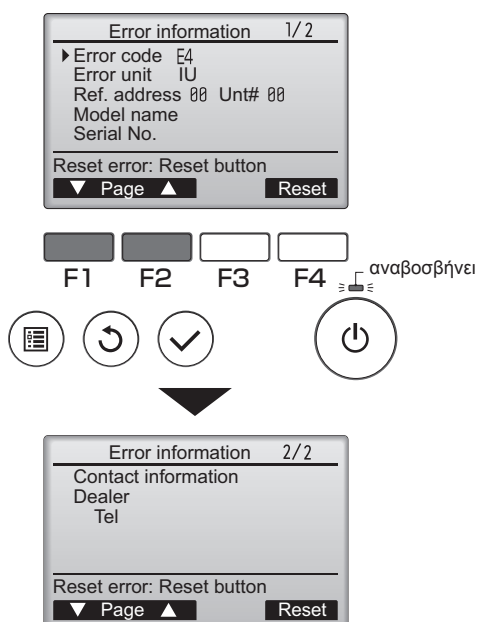 Error information 1/2
Error code E4
Error unit IU
Ref. address 00 Unt# 00
Model name
Serial No.
Reset error: Reset button
▼ Page ▲ Reset
F1 F2 F3 F4
αναβοσβήνει
Error information 2/2
Contact information
Dealer
Tel
Reset error: Reset button
▼ Page ▲ Reset